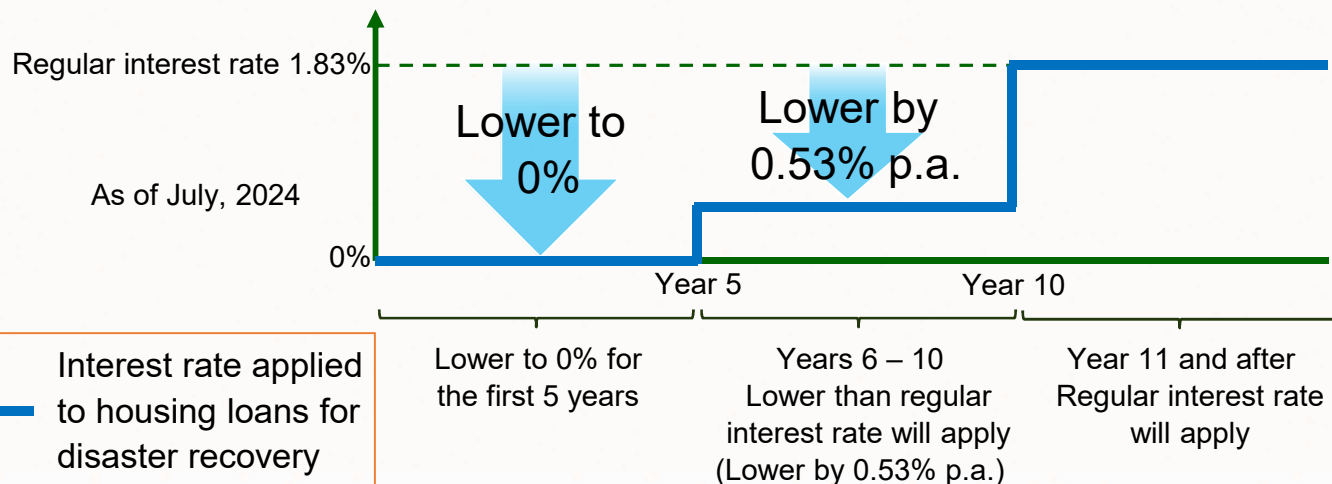 Regular interest rate 1.83%
Lower to
0%
Lower by
0.53% p.a.
As of July, 2024
0%
Year 5
Year 10
Interest rate applied
to housing loans for
disaster recovery
Lower to 0% for
the first 5 years
Years 6 – 10
Lower than regular
interest rate will apply
(Lower by 0.53% p.a.)
Year 11 and after
Regular interest rate
will apply